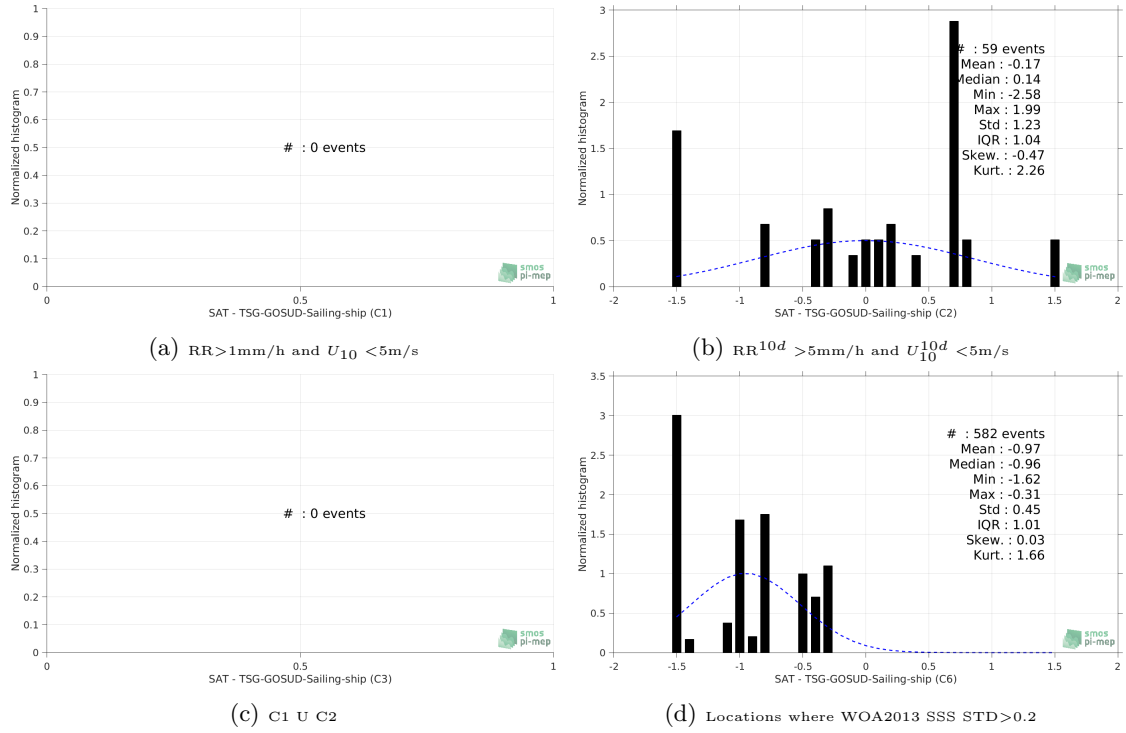 1
0.9
0.8
0.7
0.6
0.5
0.4
0.3
0.2
0.1
0
Normalized histogram
# : 0 events
smos
pi-mep
0 0.5 1
SAT - TSG-GOSUD-Sailing-ship (C1)
(a) RR>1mm/h and U10 <5m/s
3
2.5
2
1.5
1
0.5
0
Normalized histogram
# : 59 events
Mean : -0.17
Median : 0.14
Min : -2.58
Max : 1.99
Std : 1.23
IQR : 1.04
Skew. : -0.47
Kurt. : 2.26
smos
pi-mep
-2 -1.5 -1 -0.5 0 0.5 1 1.5 2
SAT - TSG-GOSUD-Sailing-ship (C2)
(b) RR10d >5mm/h and U10d10 <5m/s
1
0.9
0.8
0.7
0.6
0.5
0.4
0.3
0.2
0.1
0
Normalized histogram
# : 0 events
smos
pi-mep
0 0.5 1
SAT - TSG-GOSUD-Sailing-ship (C3)
(c) C1 U C2
3.5
3
2.5
2
1.5
1
0.5
0
Normalized histogram
# : 582 events
Mean : -0.97
Median : -0.96
Min : -1.62
Max : -0.31
Std : 0.45
IQR : 1.01
Skew. : 0.03
Kurt. : 1.66
smos
pi-mep
-2 -1.5 -1 -0.5 0 0.5 1 1.5 2
SAT - TSG-GOSUD-Sailing-ship (C6)
(d) Locations where WOA2013 SSS STD>0.2